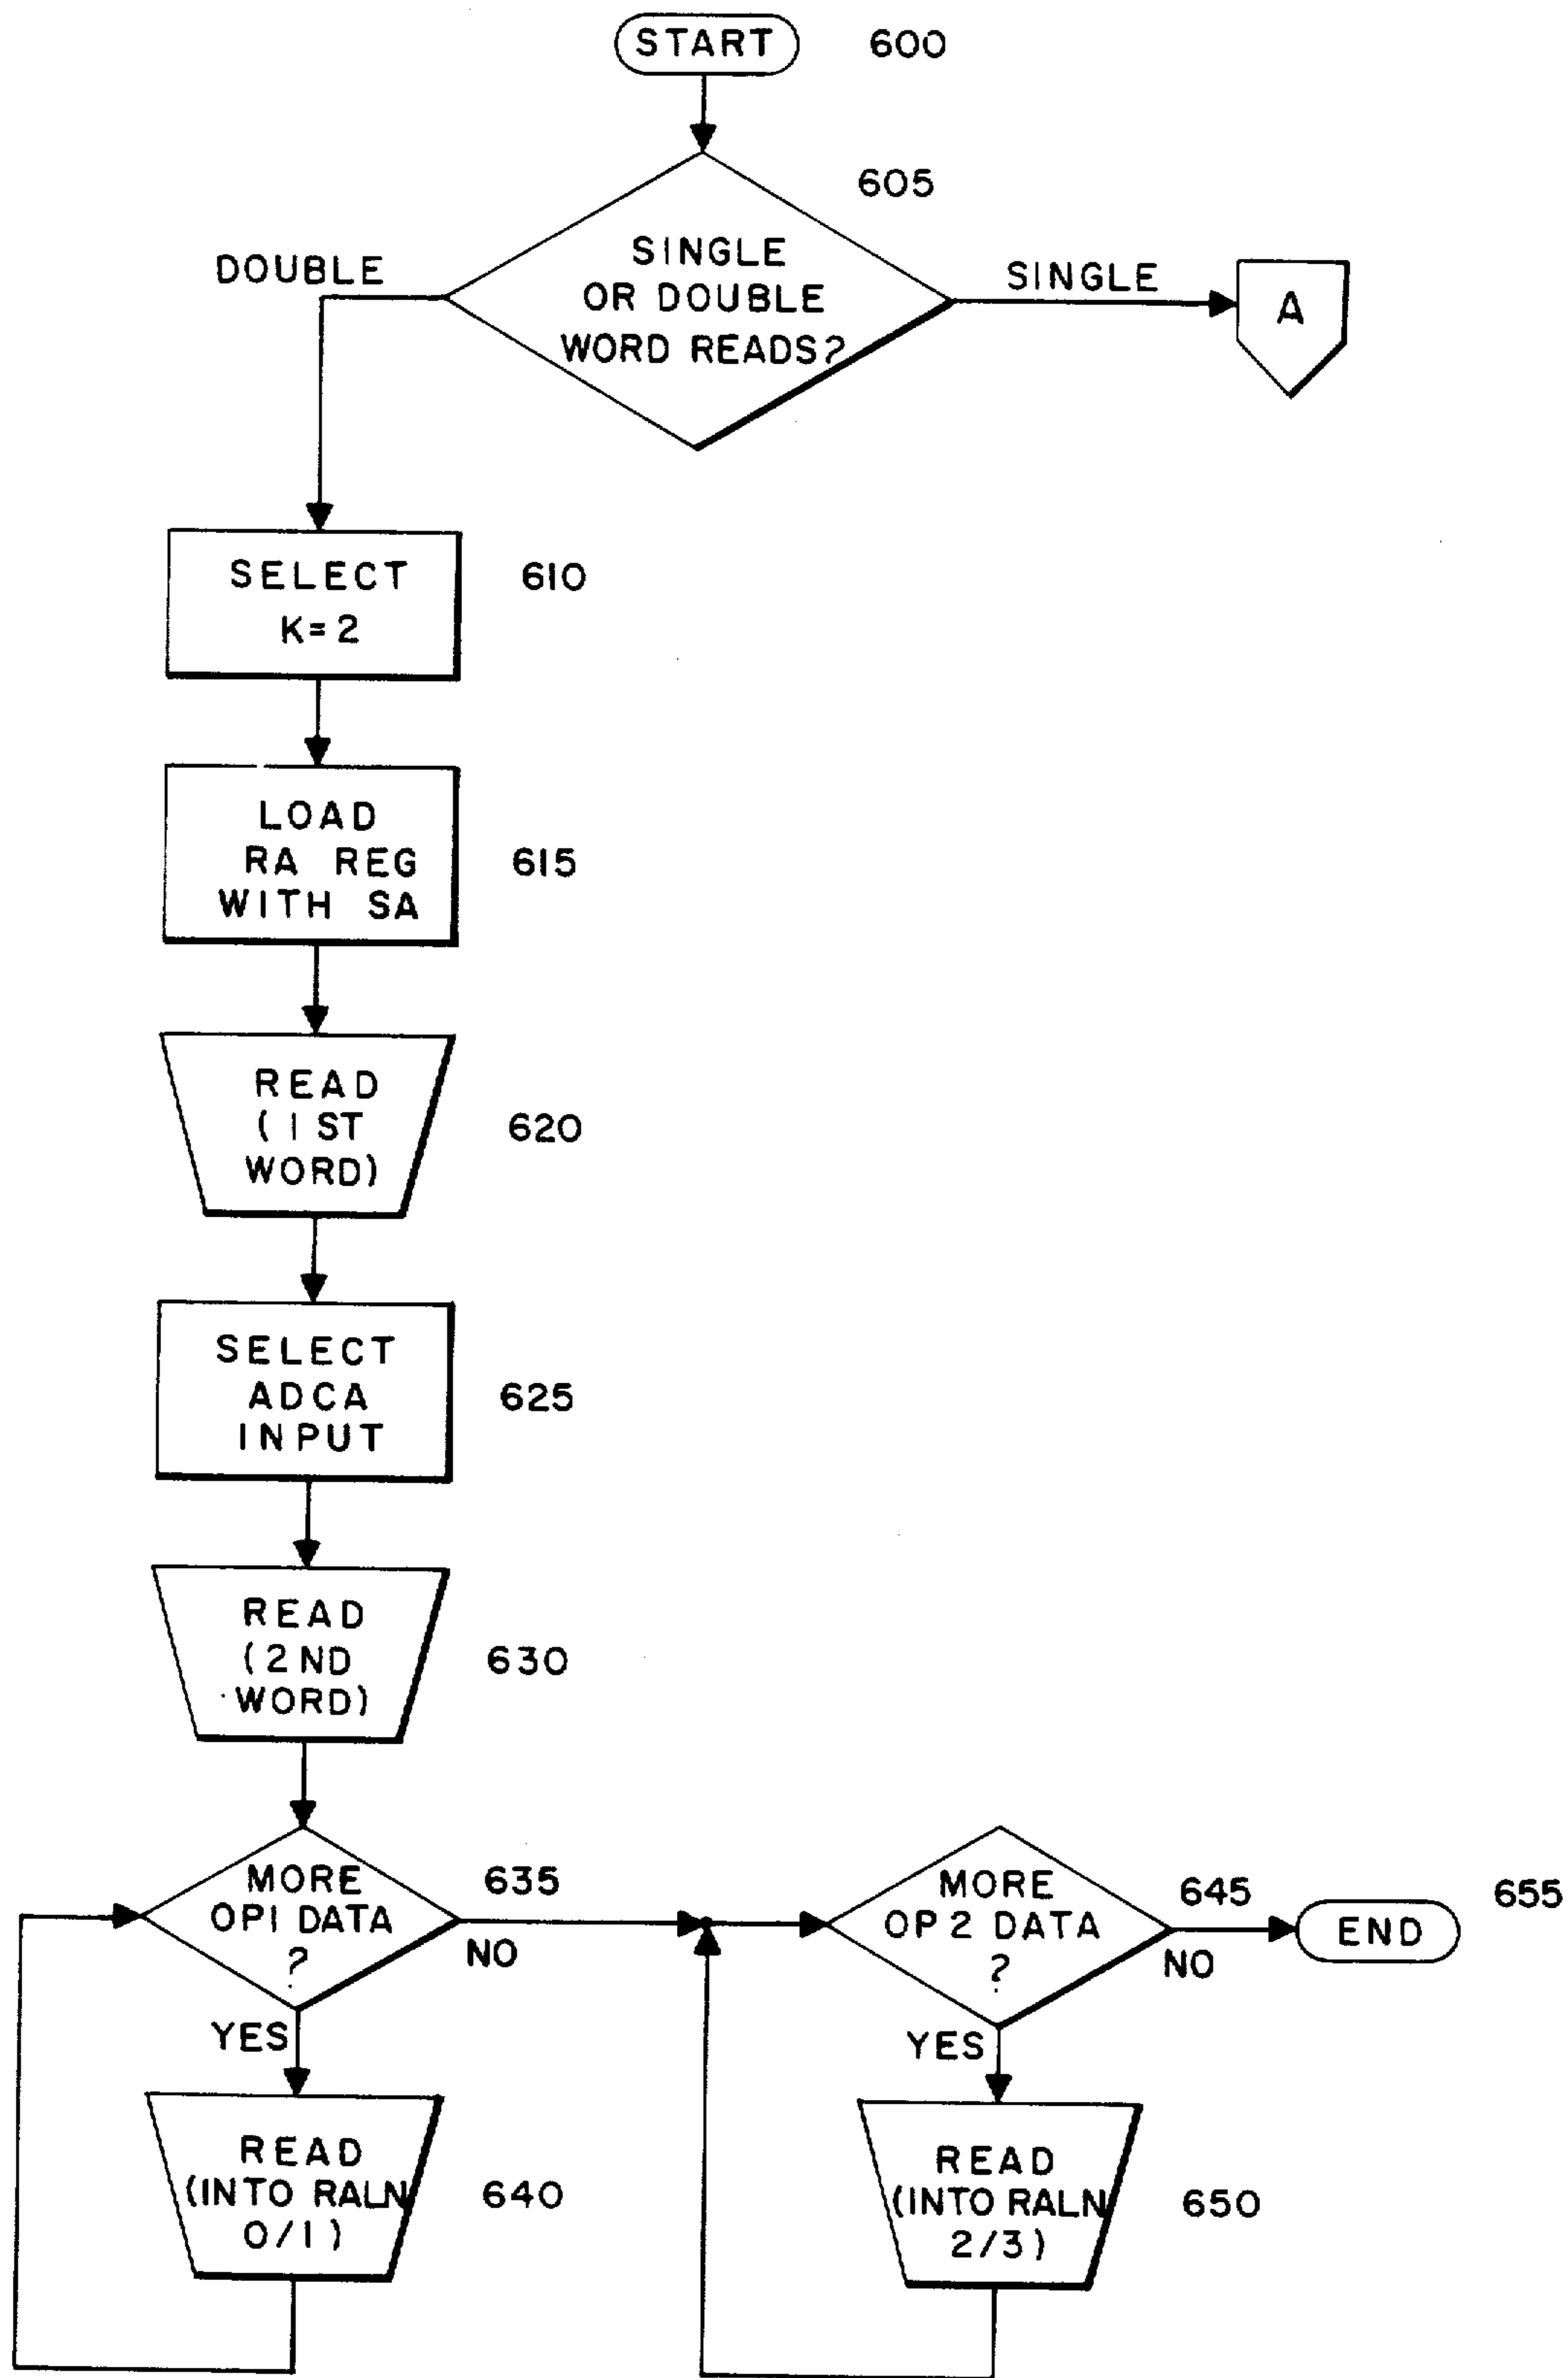 START 600
605
SINGLE
OR DOUBLE
WORD READS?
DOUBLE
SINGLE
A
SELECT
K=2
610
LOAD
RA REG
WITH SA
615
READ
(1ST
WORD)
620
SELECT
ADCA
INPUT
625
READ
(2ND
WORD)
630
MORE
OP1 DATA
?
635
NO
YES
READ
(INTO RALN
0/1)
640
MORE
OP2 DATA
?
645
NO
YES
READ
(INTO RALN
2/3)
650
END
655